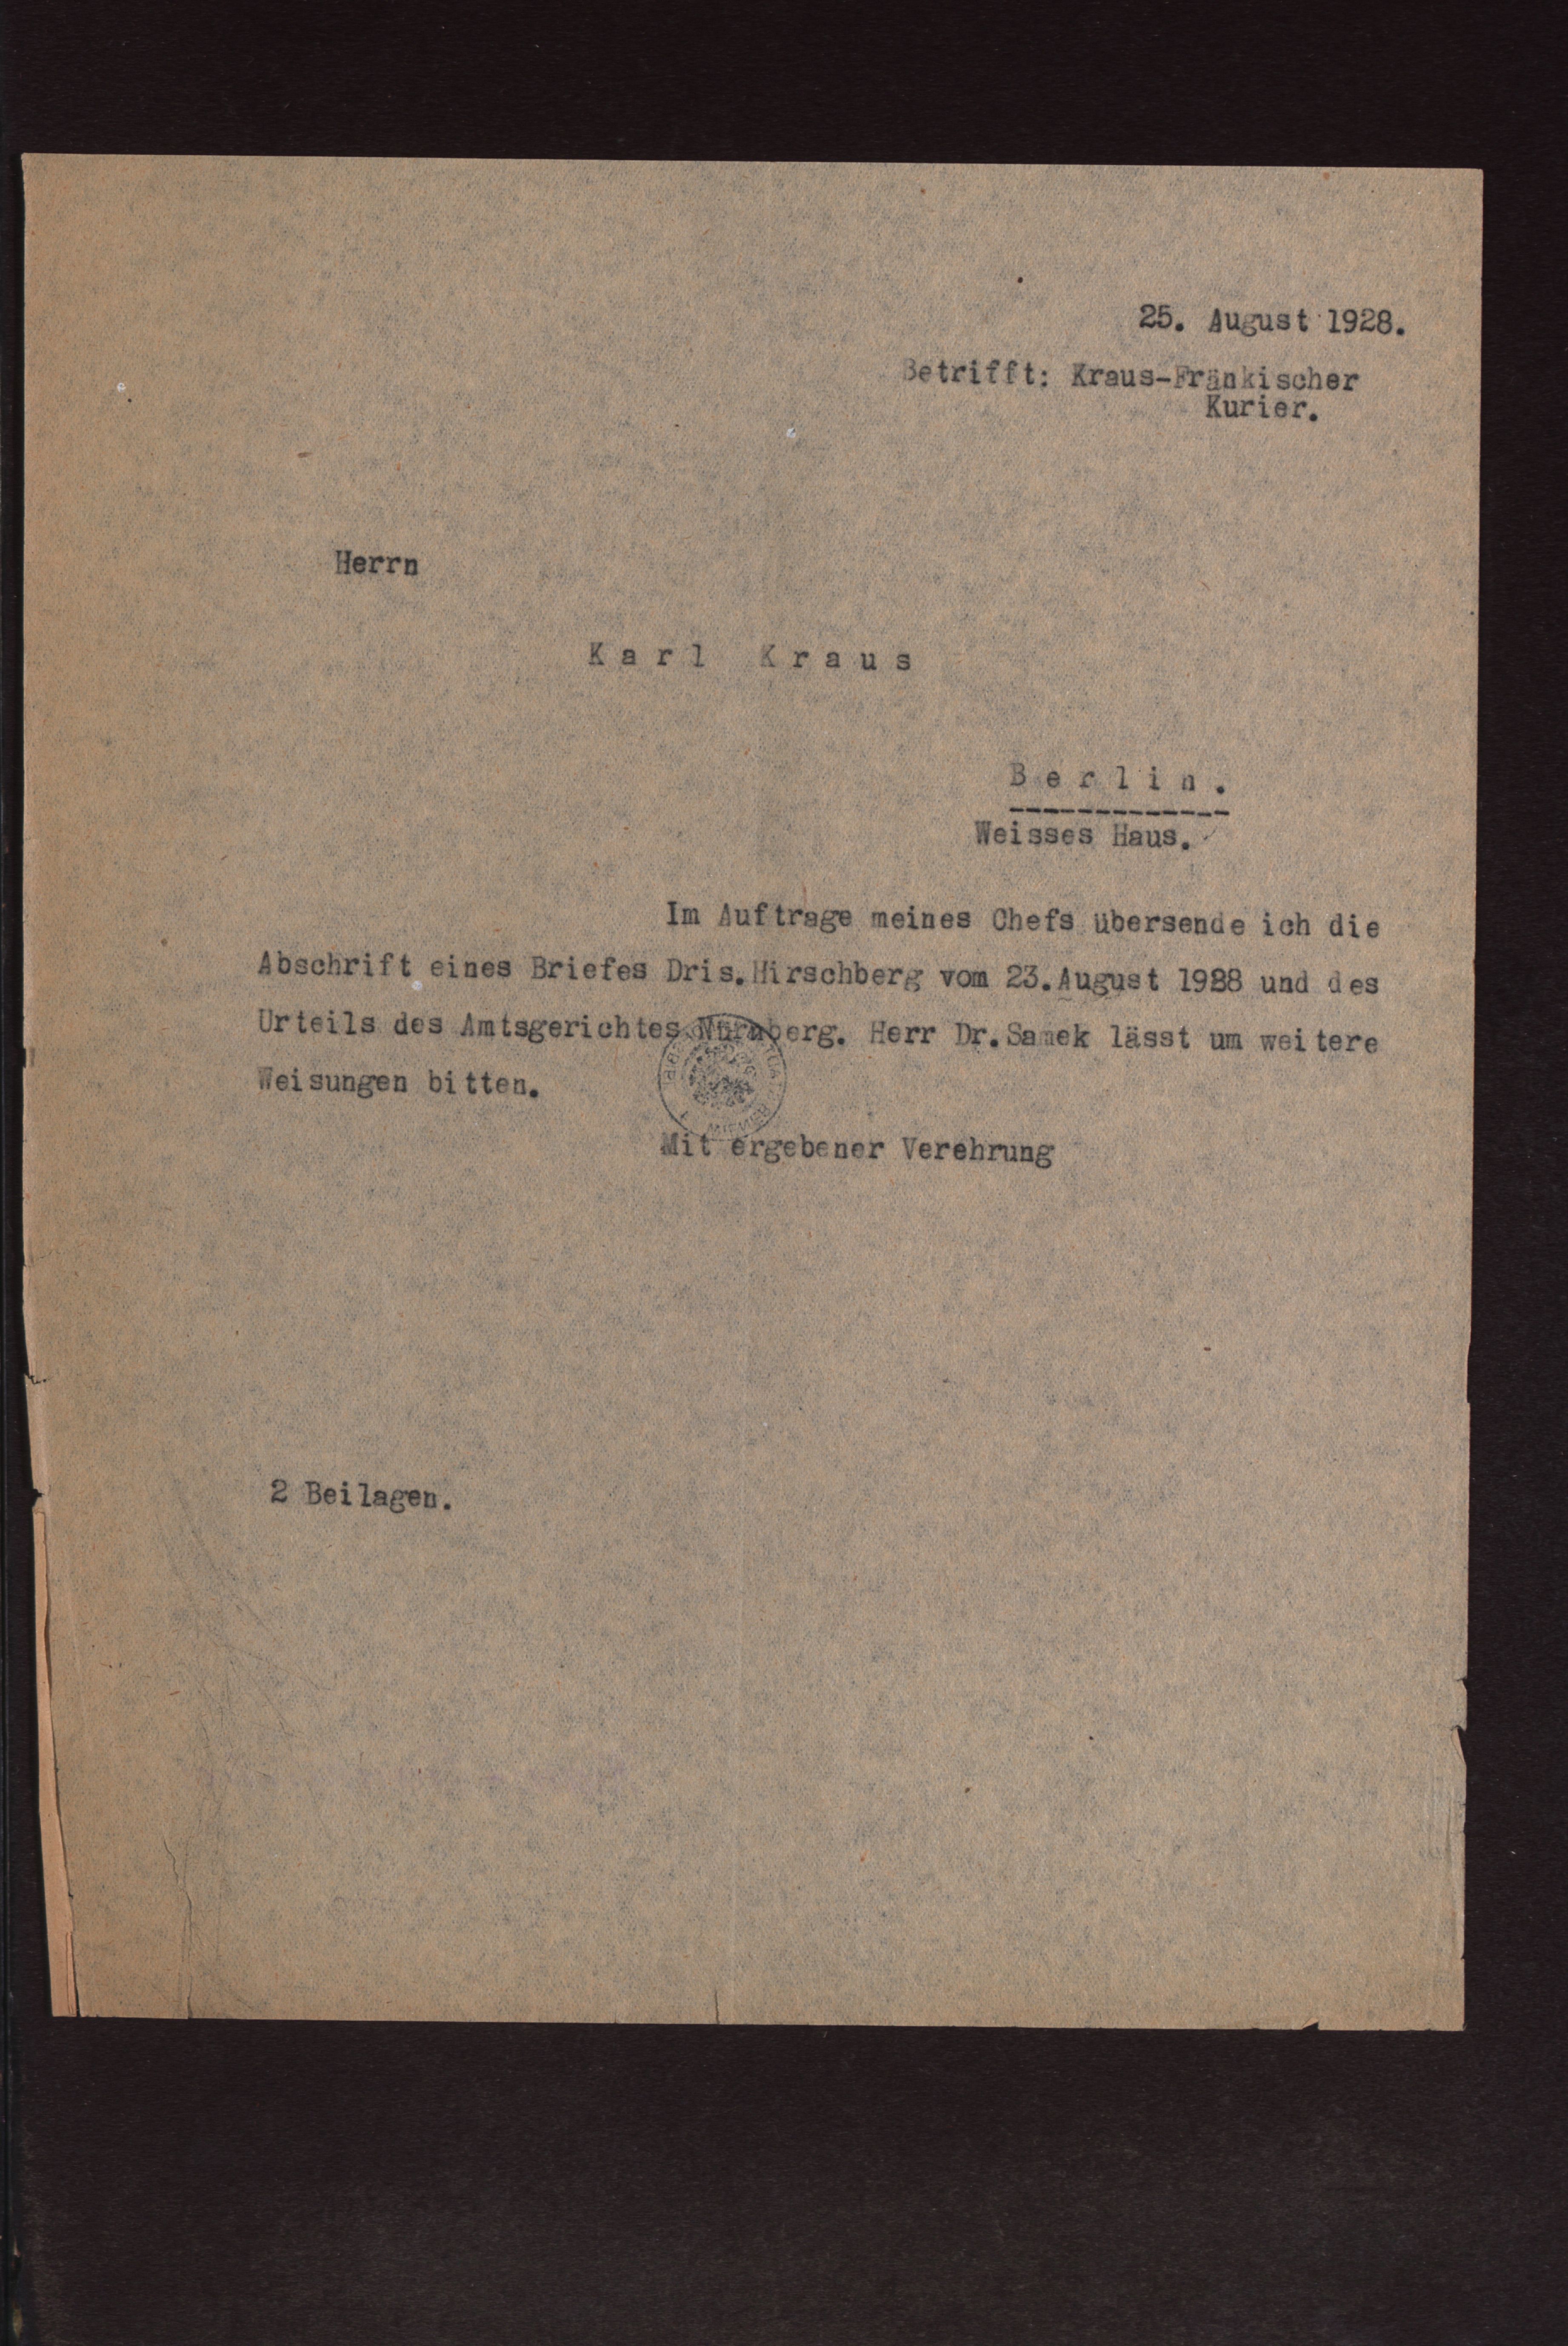 25. August 1928.
Betrifft: Kraus-Fränkischer
Kurier.
Herrn
Karl Kraus
Berlin.
Weisses Haus.
Im Auftrage meines Chefs übersende ich die
Abschrift eines Briefes Dris.Hirschberg vom 23.August 1928 und des
Urteils des Amtsgerichtes Nürnberg. Herr Dr.Samek lässt um weitere
Weisungen bitten.
WIENER
Mit ergebener Verehrung
2 Beilagen.